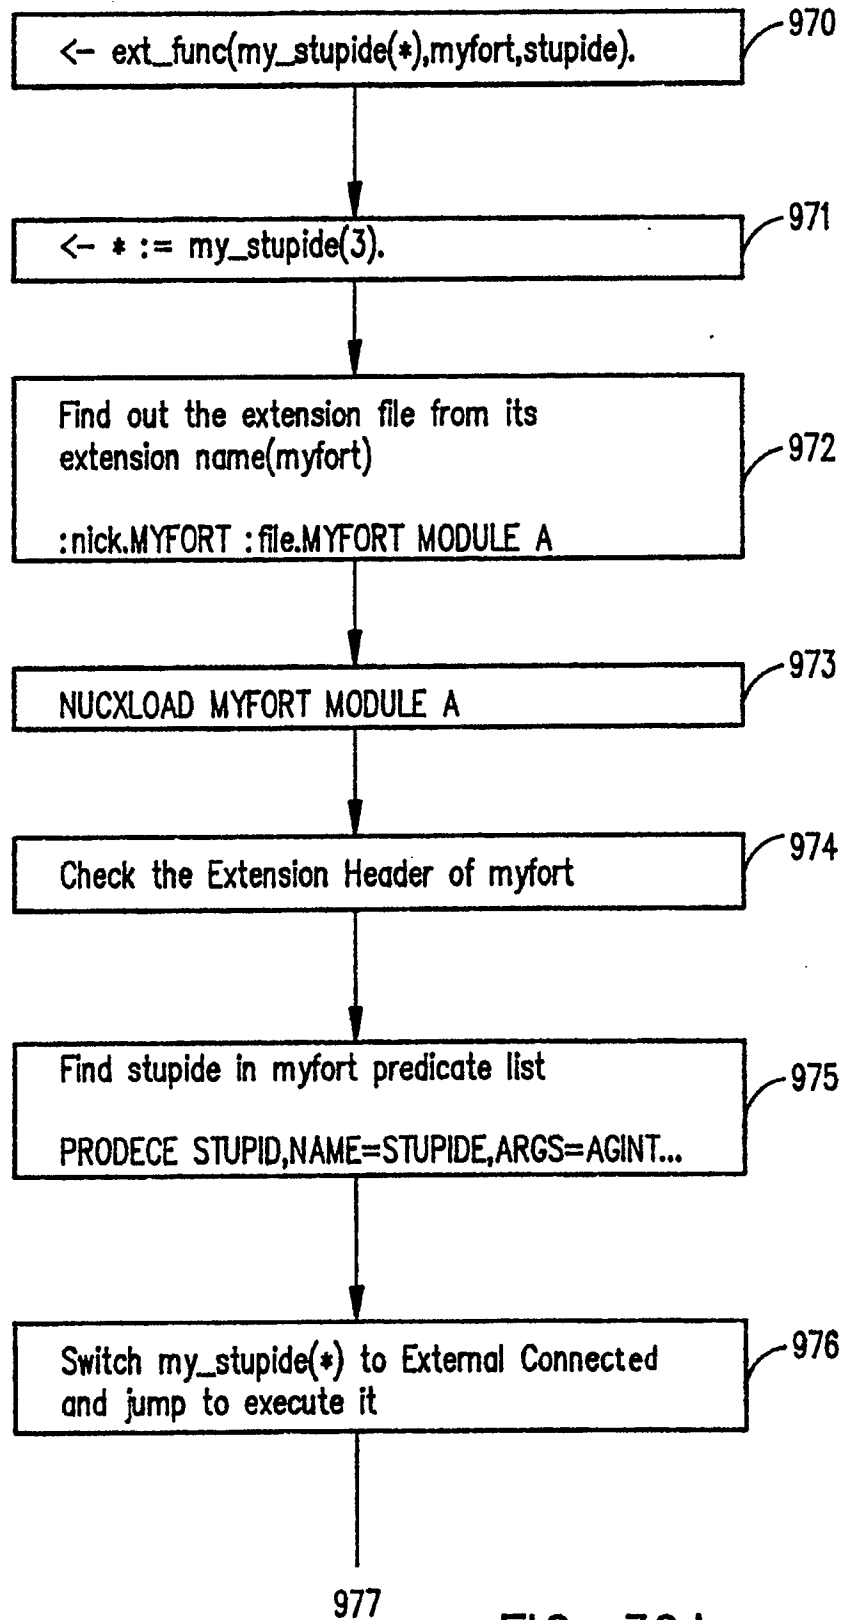 <- ext_func(my_stupide(*),myfort,stupide).
970
<- * := my_stupide(3).
971
Find out the extension file from its
extension name(myfort)
972
:nick.MYFORT :file.MYFORT MODULE A
973
NUCXLOAD MYFORT MODULE A
974
Check the Extension Header of myfort
Find stupide in myfort predicate list
975
PRODECE STUPID,NAME=STUPIDE,ARGS=AGINT...
976
Switch my_stupide(*) to External Connected
and jump to execute it
977